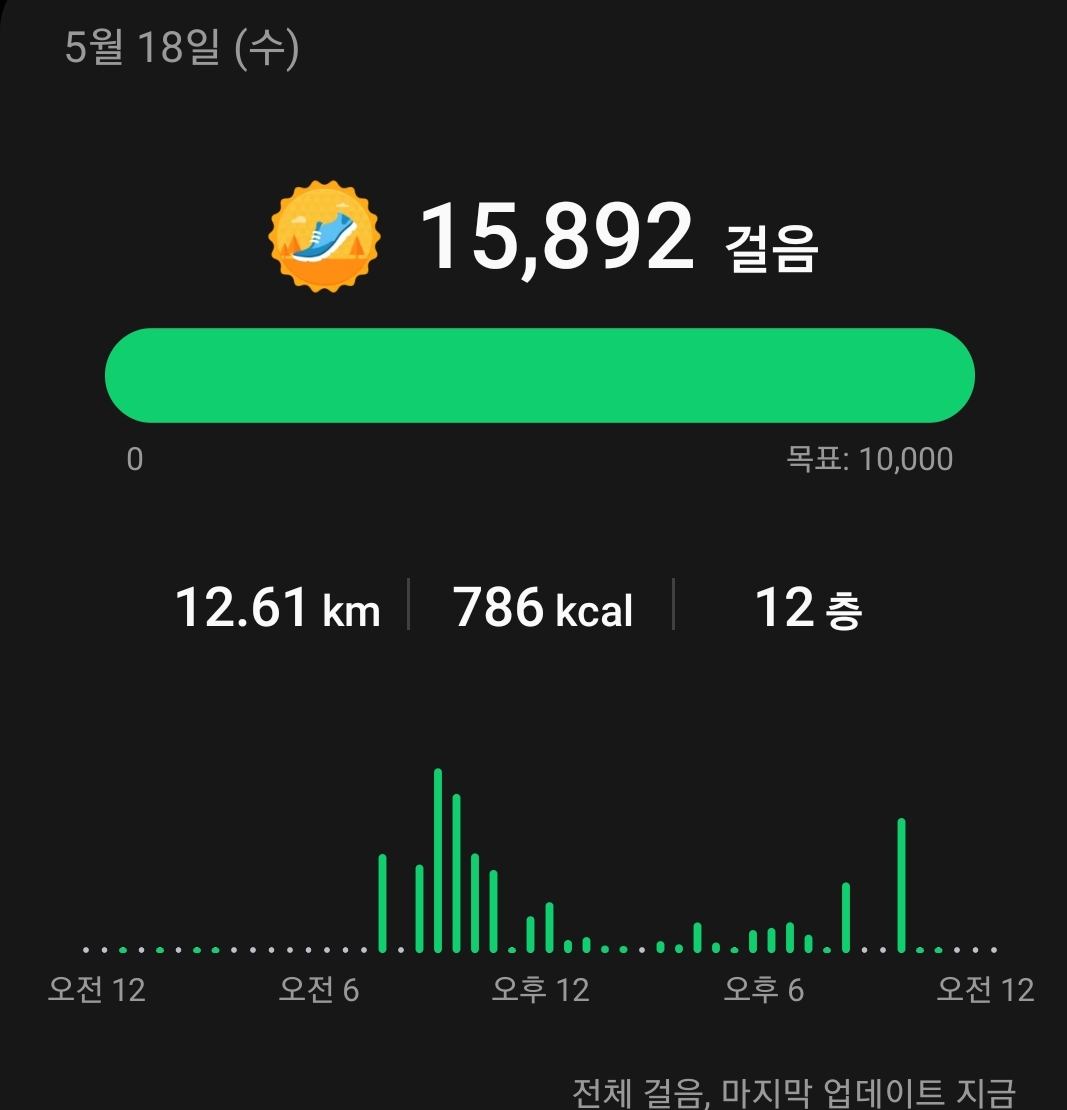 5월 18일 (수)
15,892 걸음
0 목표: 10,000
12.61 km 786 kcal 12 층
오전 12 오전 6 오후 12 오후 6 오전 12
전체 걸음, 마지막 업데이트 지금